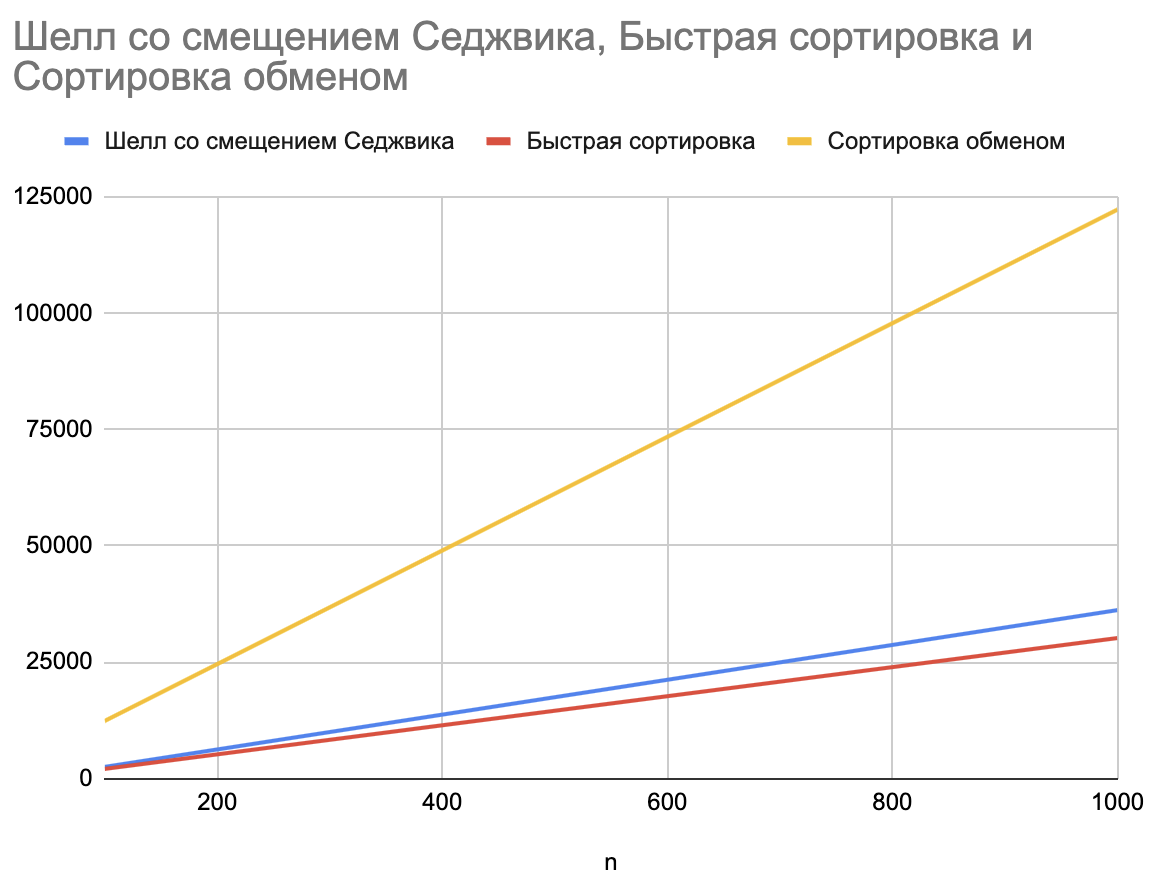 Шелл со смещением Седжвика, Быстрая сортировка и
Сортировка обменом
Шелл со смещением Седжвика Быстрая сортировка Сортировка обменом
125000
100000
75000
50000
25000
0
200 400 600 800 1000
n